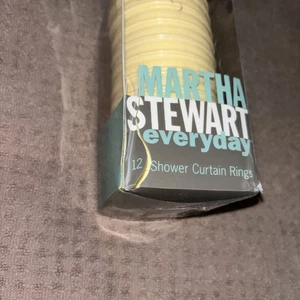 MARTHA
STEWART
everyday
12 Shower Curtain Rings